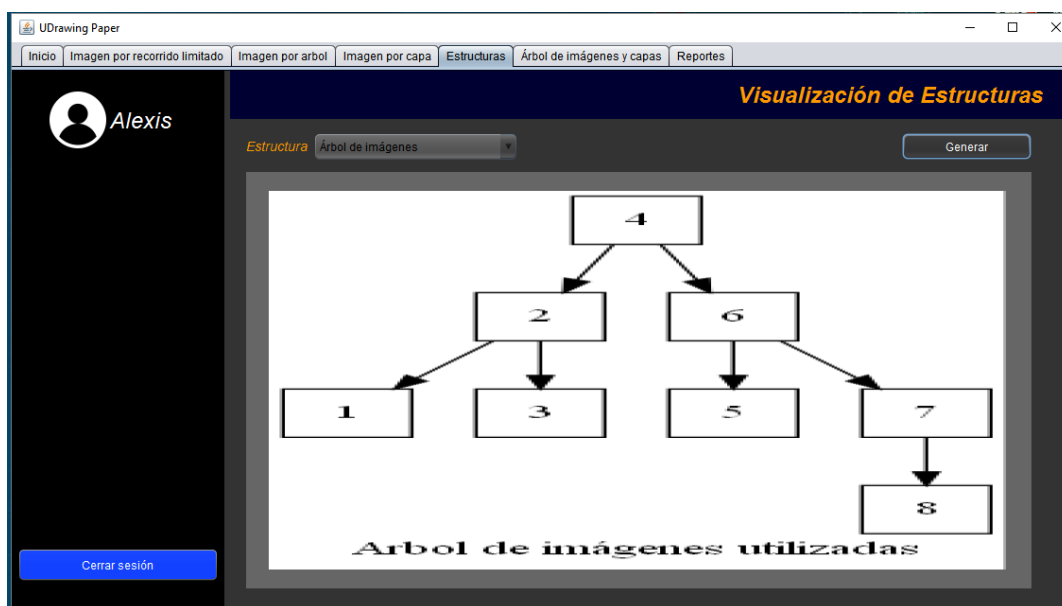 UDrawing Paper
Inicio Imagen por recorrido limitado Imagen por arbol Imagen por capa Estructuras Árbol de imágenes y capas Reportes
Visualización de Estructuras
Alexis
Estructura Árbol de imágenes Generar
4
2 6
1 3 5 7
8
Arbol de imágenes utilizadas
Cerrar sesión